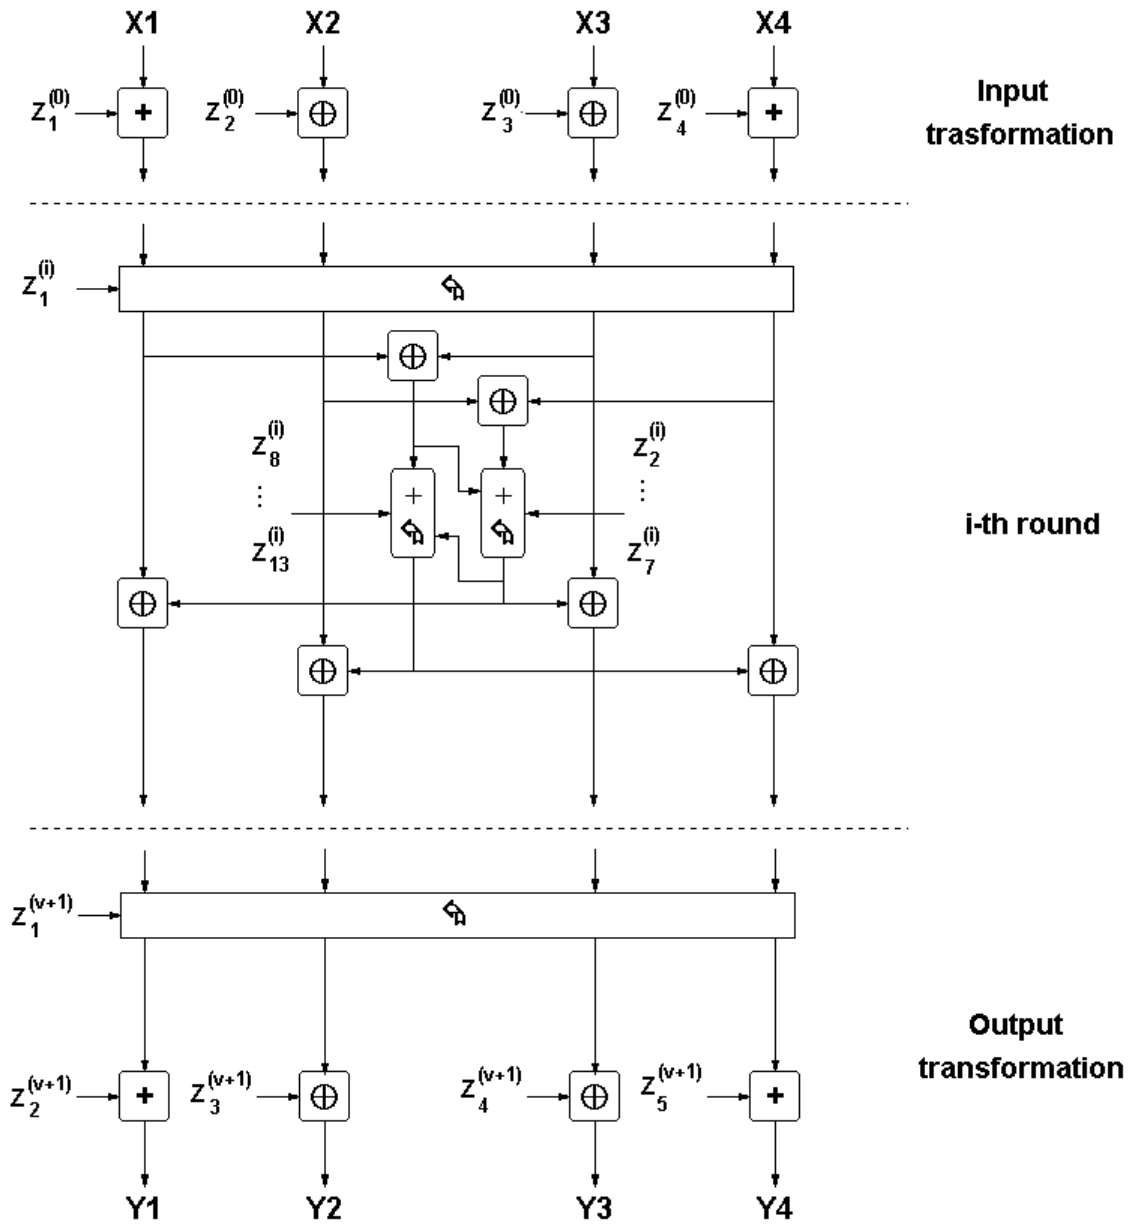 X1 X2 X3 X4
Z₁⁽⁰⁾ + Z₂⁽⁰⁾ ⊕ Z₃⁽⁰⁾ ⊕ Z₄⁽⁰⁾ +
Input
trasformation
Z₁⁽ⁱ⁾
⊕
⊕
Z₈⁽ⁱ⁾ Z₂⁽ⁱ⁾
⋮ + + ⋮
Z₁₃⁽ⁱ⁾ Z₇⁽ⁱ⁾
i-th round
⊕ ⊕
⊕ ⊕
Z₁⁽ᵛ⁺¹⁾
Output
transformation
Z₂⁽ᵛ⁺¹⁾ + Z₃⁽ᵛ⁺¹⁾ ⊕ Z₄⁽ᵛ⁺¹⁾ ⊕ Z₅⁽ᵛ⁺¹⁾ +
Y1 Y2 Y3 Y4